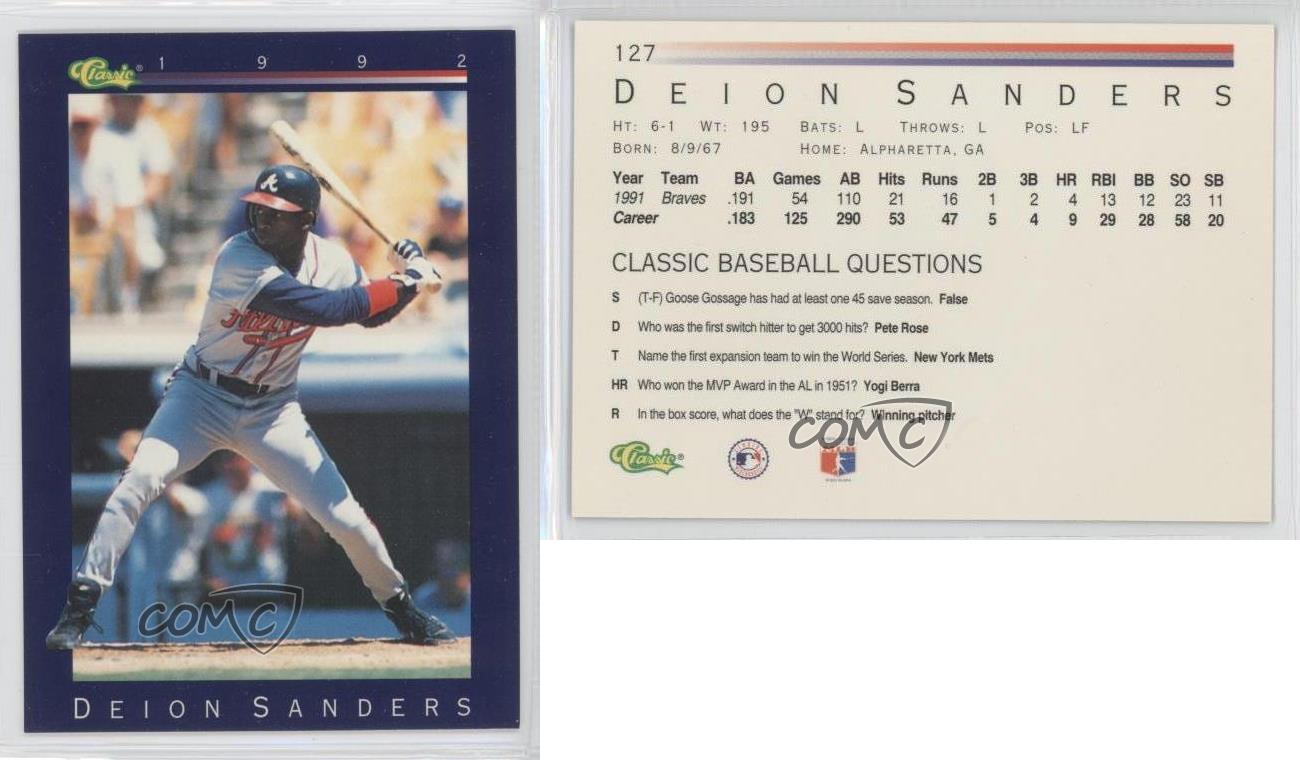 Classic® 1 9 9 2
A
DEION SANDERS
COMC
127
DEION SANDERS
HT: 6-1 WT: 195 BATS: L THROWS: L POS: LF
BORN: 8/9/67 HOME: ALPHARETTA, GA
Year Team BA Games AB Hits Runs 2B 3B HR RBI BB SO SB
1991 Braves .191 54 110 21 16 1 2 4 13 12 23 11
Career .183 125 290 53 47 5 4 9 29 28 58 20
CLASSIC BASEBALL QUESTIONS
S (T-F) Goose Gossage has had at least one 45 save season. False
D Who was the first switch hitter to get 3000 hits? Pete Rose
T Name the first expansion team to win the World Series. New York Mets
HR Who won the MVP Award in the AL in 1951? Yogi Berra
R In the box score, what does the "W" stand for? Winning pitcher
COMC
Classic®